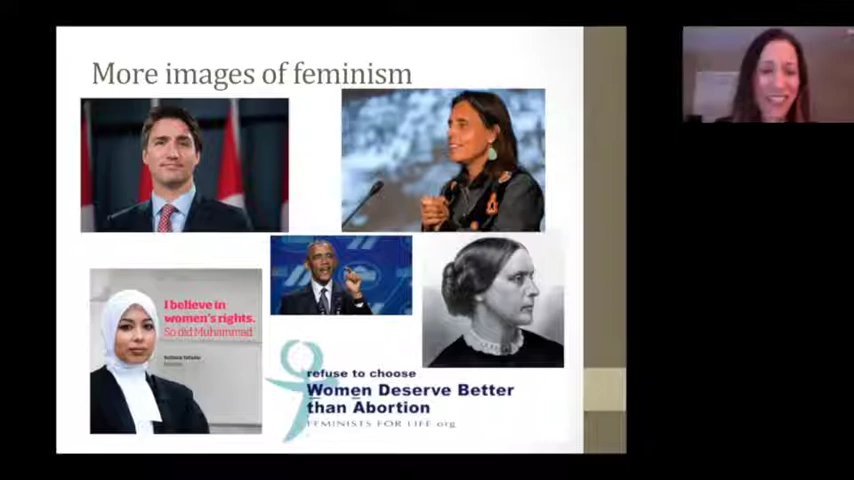 More images of feminism
I believe in
women's rights.
So did Muhammad
refuse to choose
Women Deserve Better
than Abortion
FEMINISTS FOR LIFE.org